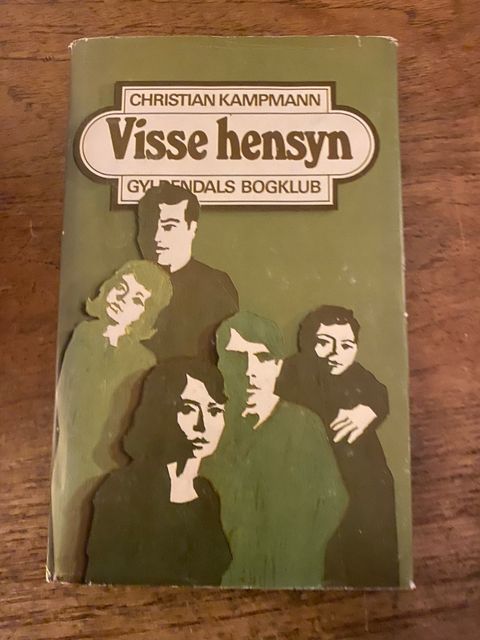 CHRISTIAN KAMPMANN
Visse hensyn
GYLDENDALS BOGKLUB